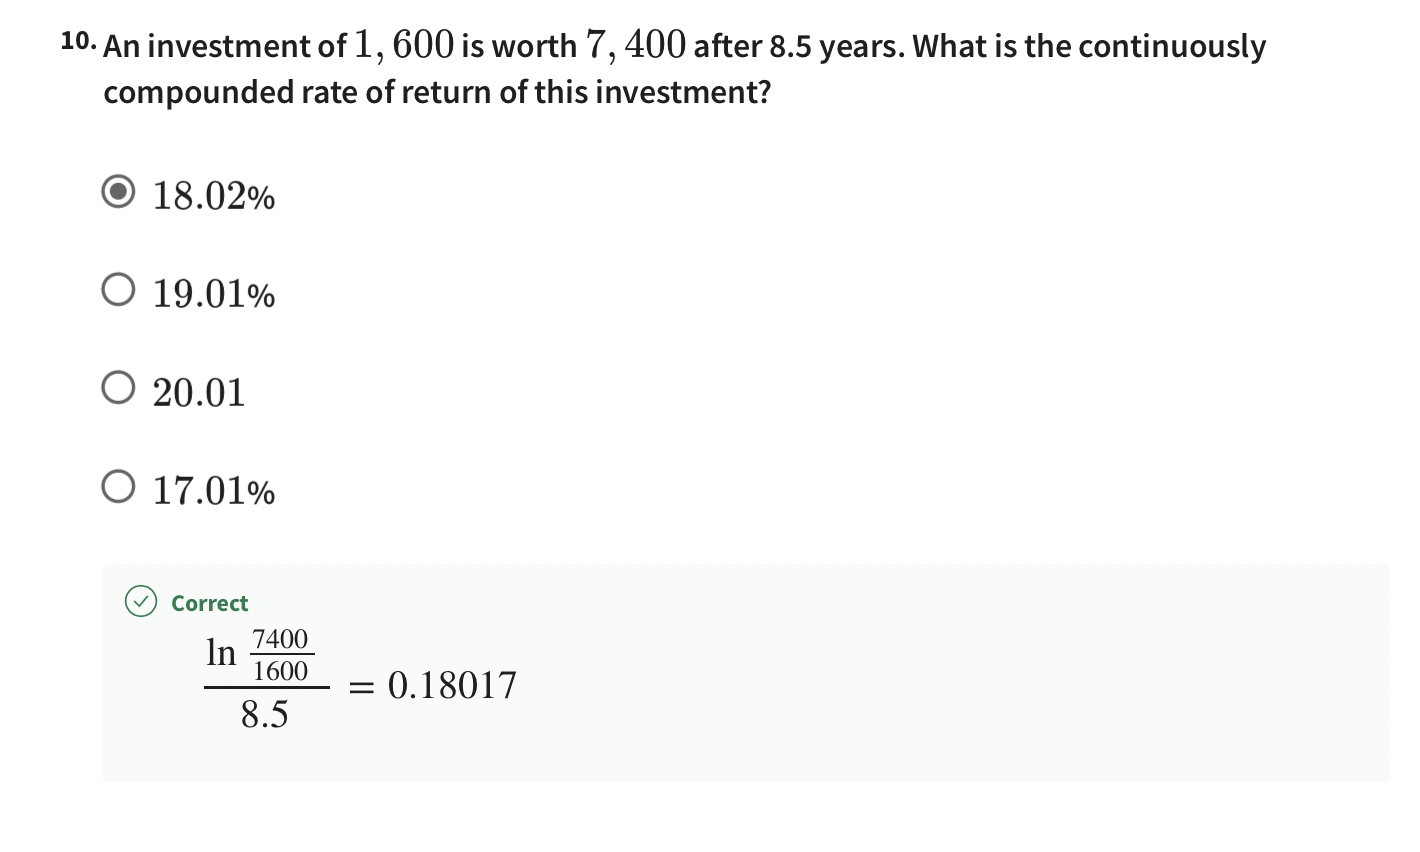 10. An investment of 1, 600 is worth 7, 400 after 8.5 years. What is the continuously
compounded rate of return of this investment?
18.02%
19.01%
20.01
17.01%
Correct
ln 7400
1600
8.5
= 0.18017